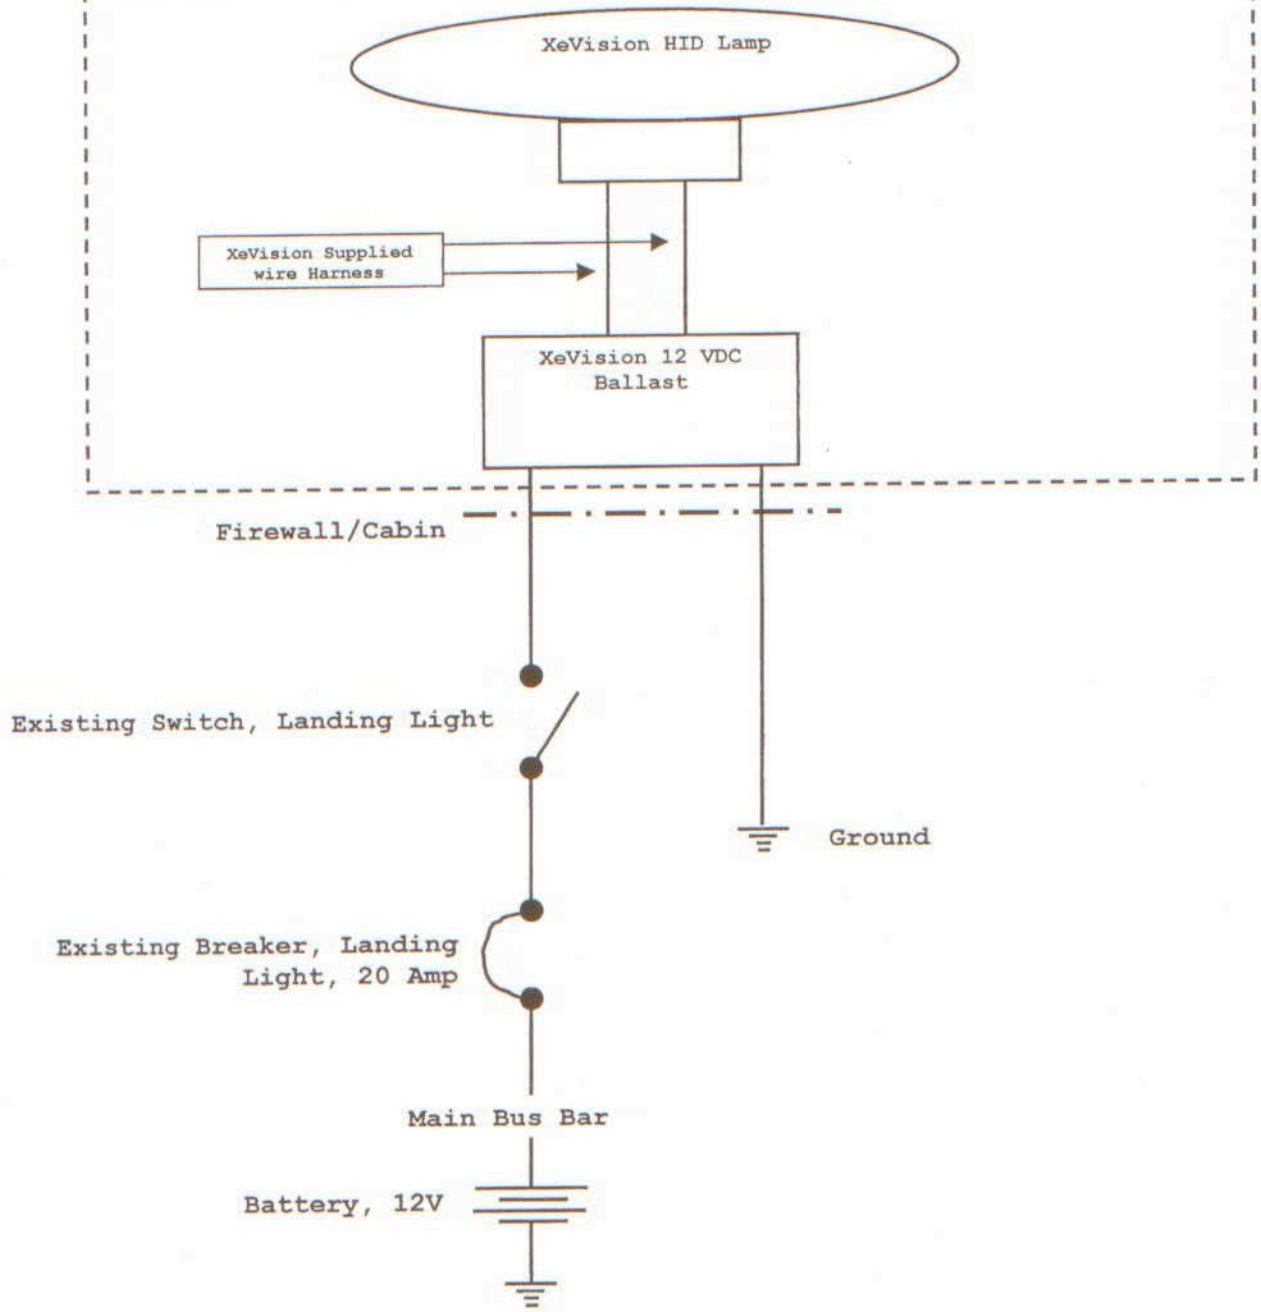 XeVision HID Lamp
XeVision Supplied
wire Harness
XeVision 12 VDC
Ballast
Firewall/Cabin
Existing Switch, Landing Light
Ground
Existing Breaker, Landing
Light, 20 Amp
Main Bus Bar
Battery, 12V